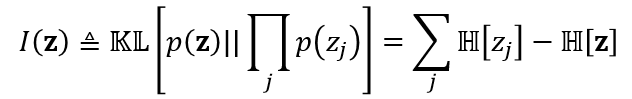 I(𝐳) ≜ 𝕂𝕃 [p(𝐳)|| ∏_j p(z_j)] = ∑_j ℍ[z_j] − ℍ[𝐳]